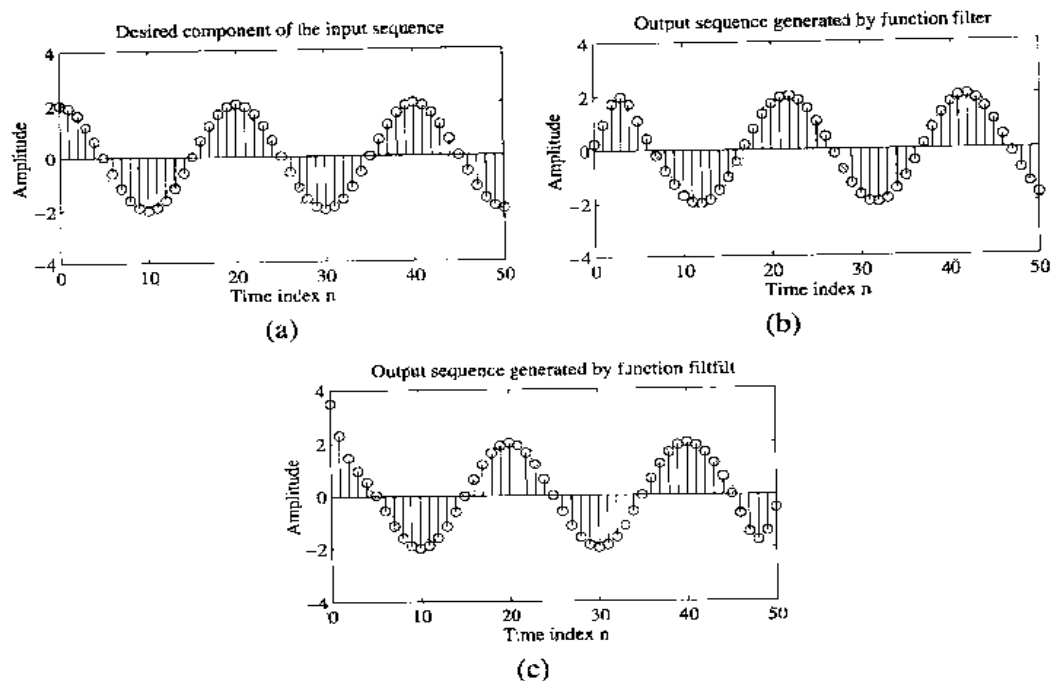 Desired component of the input sequence
4
2
0
−2
−4
Amplitude
0 10 20 30 40 50
Time index n
(a)
Output sequence generated by function filter
4
2
0
−2
−4
Amplitude
0 10 20 30 40 50
Time index n
(b)
Output sequence generated by function filtfilt
4
2
0
−2
−4
Amplitude
0 10 20 30 40 50
Time index n
(c)